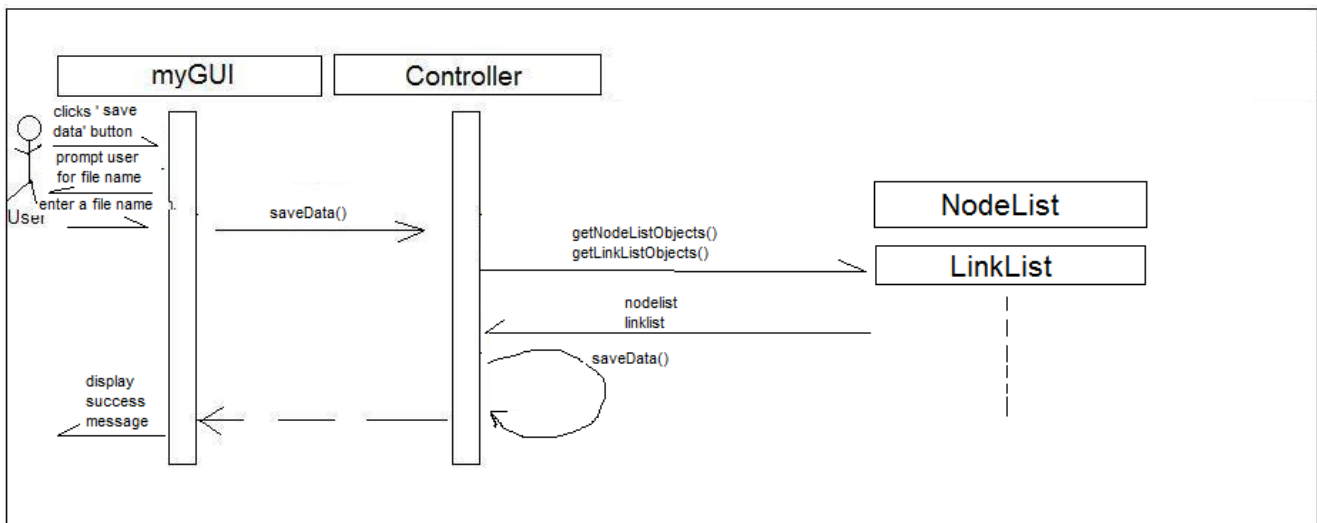 myGUI
Controller
clicks ' save
data' button
prompt user
for file name
enter a file name
User
saveData()
NodeList
getNodeListObjects()
getLinkListObjects()
LinkList
nodelist
linklist
saveData()
display
success
message